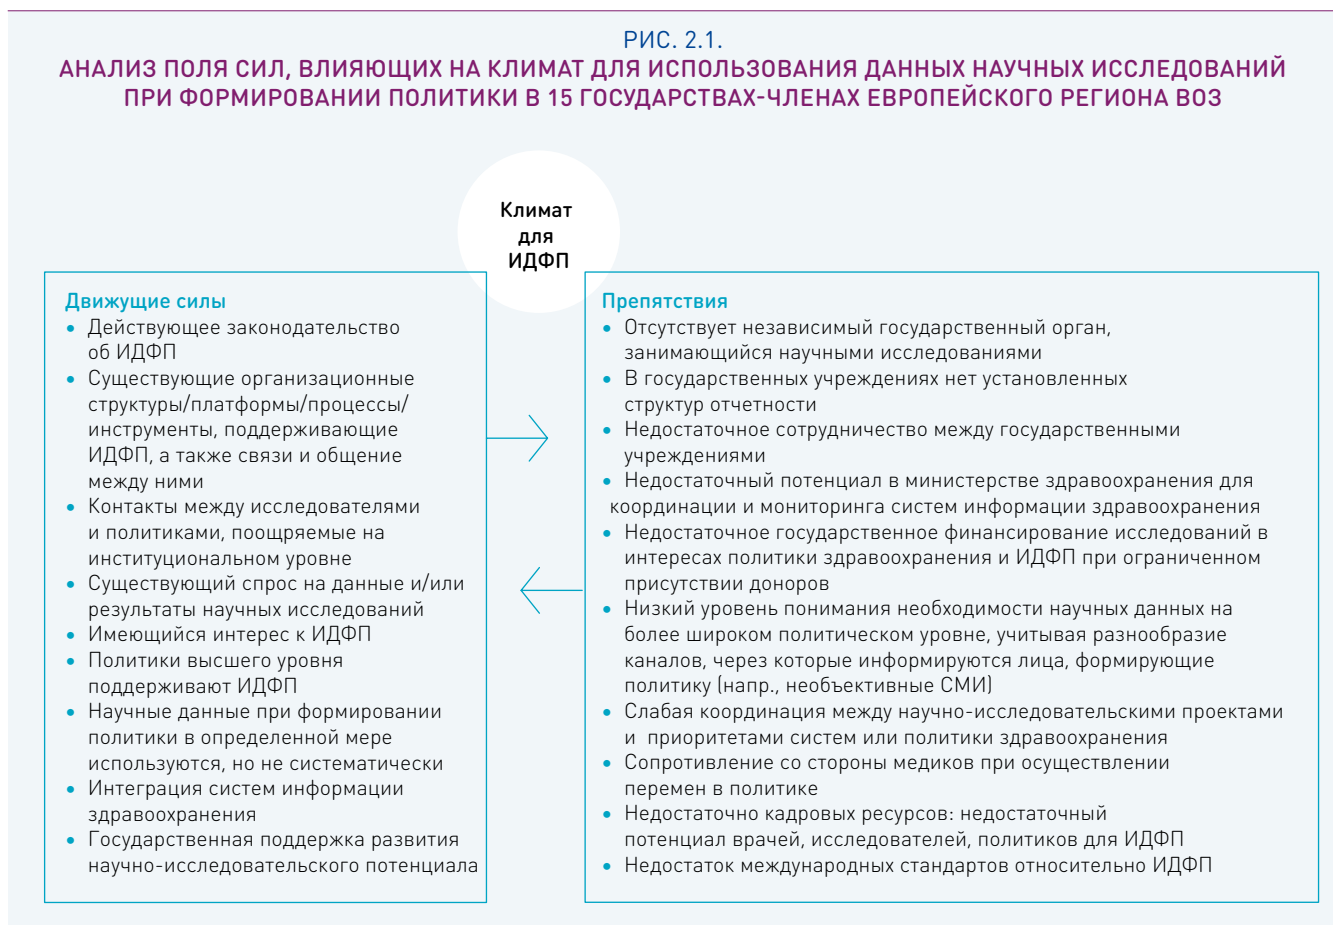 РИС. 2.1.
АНАЛИЗ ПОЛЯ СИЛ, ВЛИЯЮЩИХ НА КЛИМАТ ДЛЯ ИСПОЛЬЗОВАНИЯ ДАННЫХ НАУЧНЫХ ИССЛЕДОВАНИЙ
ПРИ ФОРМИРОВАНИИ ПОЛИТИКИ В 15 ГОСУДАРСТВАХ-ЧЛЕНАХ ЕВРОПЕЙСКОГО РЕГИОНА ВОЗ
Климат
для
ИДФП
Движущие силы
• Действующее законодательство
об ИДФП
• Существующие организационные
структуры/платформы/процессы/
инструменты, поддерживающие
ИДФП, а также связи и общение
между ними
• Контакты между исследователями
и политиками, поощряемые на
институциональном уровне
• Существующий спрос на данные и/или
результаты научных исследований
• Имеющийся интерес к ИДФП
• Политики высшего уровня
поддерживают ИДФП
• Научные данные при формировании
политики в определенной мере
используются, но не систематически
• Интеграция систем информации
здравоохранения
• Государственная поддержка развития
научно-исследовательского потенциала
Препятствия
• Отсутствует независимый государственный орган,
занимающийся научными исследованиями
• В государственных учреждениях нет установленных
структур отчетности
• Недостаточное сотрудничество между государственными
учреждениями
• Недостаточный потенциал в министерстве здравоохранения для
координации и мониторинга систем информации здравоохранения
• Недостаточное государственное финансирование исследований в
интересах политики здравоохранения и ИДФП при ограниченном
присутствии доноров
• Низкий уровень понимания необходимости научных данных на
более широком политическом уровне, учитывая разнообразие
каналов, через которые информируются лица, формирующие
политику (напр., необъективные СМИ)
• Слабая координация между научно-исследовательскими проектами
и приоритетами систем или политики здравоохранения
• Сопротивление со стороны медиков при осуществлении
перемен в политике
• Недостаточно кадровых ресурсов: недостаточный
потенциал врачей, исследователей, политиков для ИДФП
• Недостаток международных стандартов относительно ИДФП